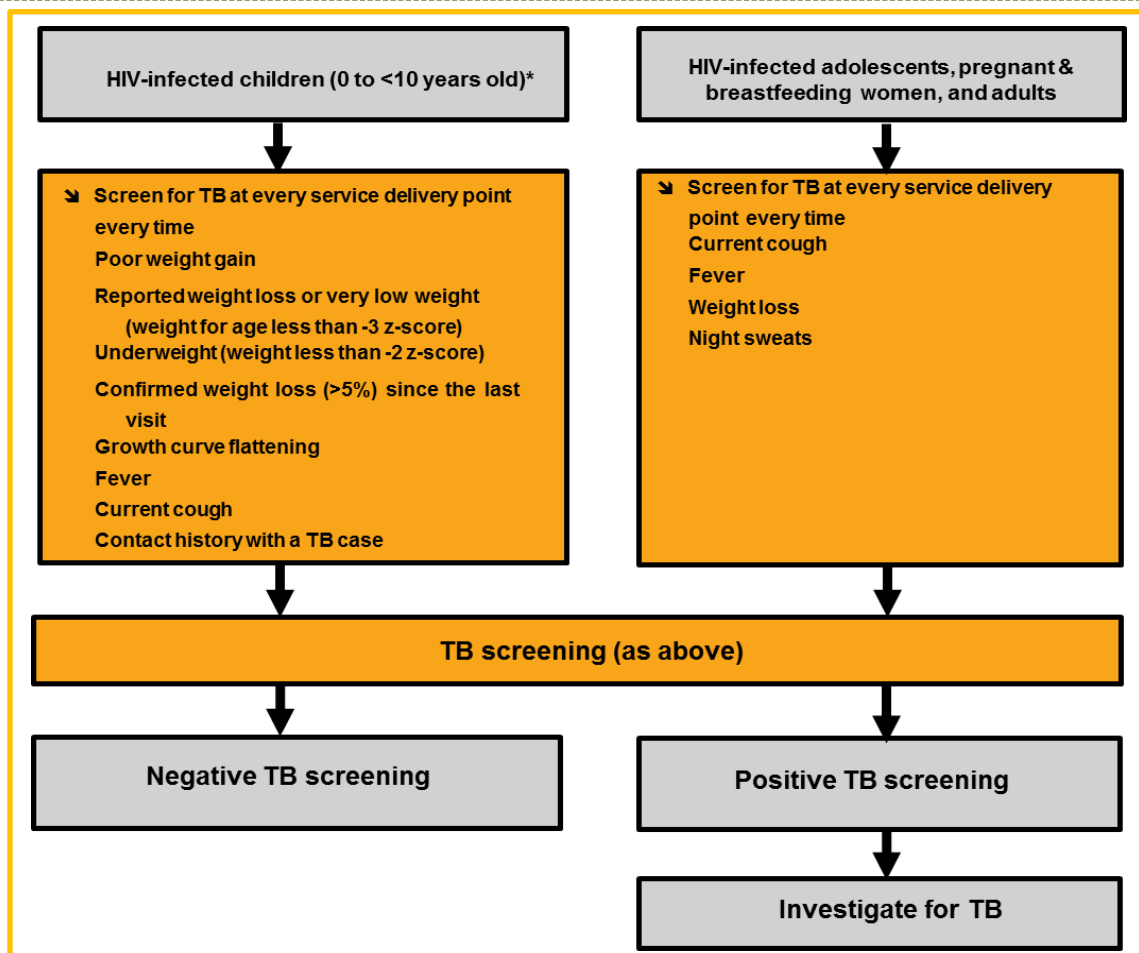 HIV-infected children (0 to <10 years old)*
HIV-infected adolescents, pregnant &
breastfeeding women, and adults
➘ Screen for TB at every service delivery point
every time
Poor weight gain
Reported weight loss or very low weight
(weight for age less than -3 z-score)
Underweight (weight less than -2 z-score)
Confirmed weight loss (>5%) since the last
visit
Growth curve flattening
Fever
Current cough
Contact history with a TB case
➘ Screen for TB at every service delivery
point every time
Current cough
Fever
Weight loss
Night sweats
TB screening (as above)
Negative TB screening
Positive TB screening
Investigate for TB